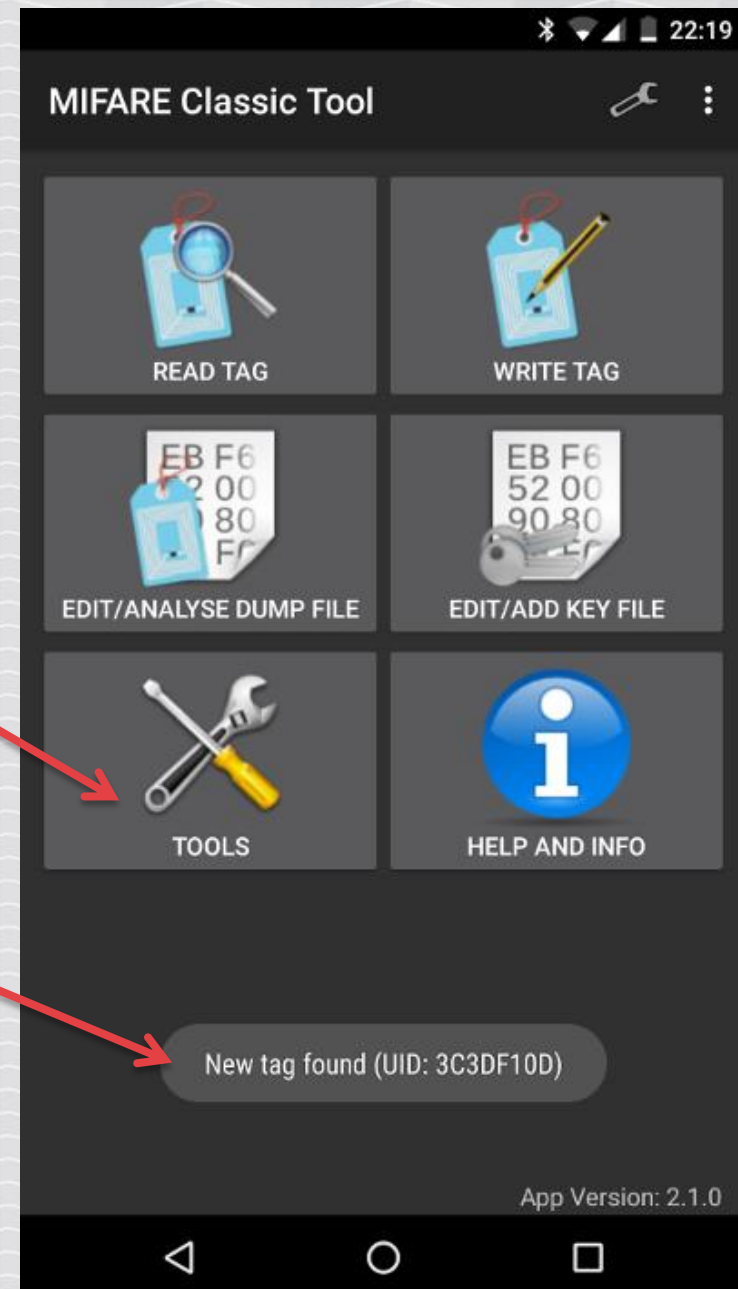 22:19
MIFARE Classic Tool
READ TAG
WRITE TAG
EB F6
52 00
90 80
EDIT/ANALYSE DUMP FILE
EB F6
52 00
90 80
EDIT/ADD KEY FILE
TOOLS
HELP AND INFO
New tag found (UID: 3C3DF10D)
App Version: 2.1.0